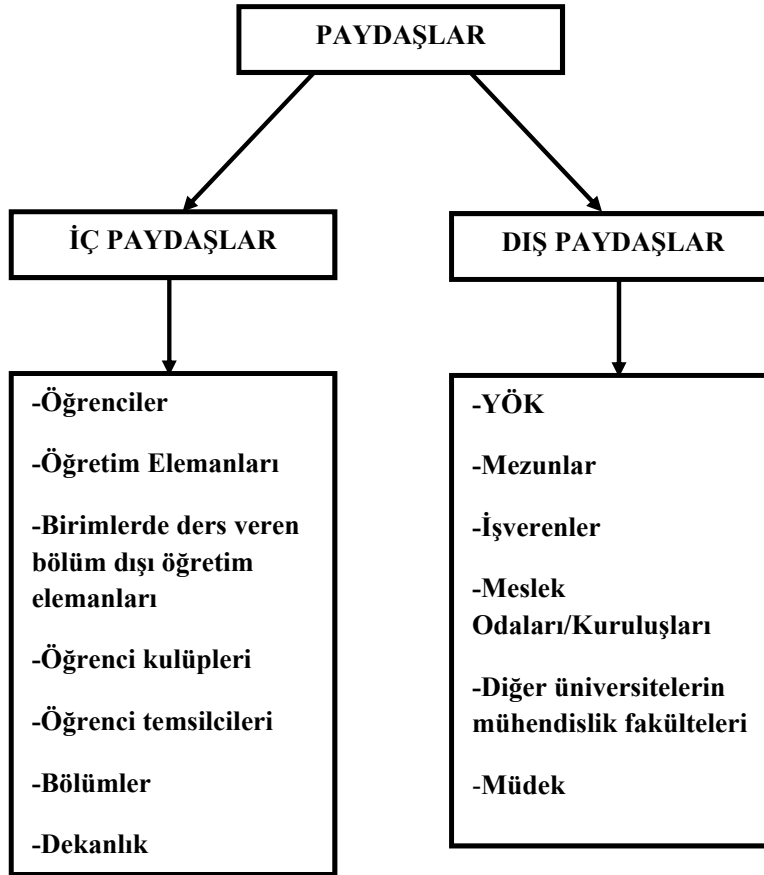 PAYDAŞLAR
İÇ PAYDAŞLAR
-Öğrenciler
-Öğretim Elemanları
-Birimlerde ders veren
bölüm dışı öğretim
elemanları
-Öğrenci kulüpleri
-Öğrenci temsilcileri
-Bölümler
-Dekanlık
DIŞ PAYDAŞLAR
-YÖK
-Mezunlar
-İşverenler
-Meslek
Odaları/Kuruluşları
-Diğer üniversitelerin
mühendislik fakülteleri
-Müdek